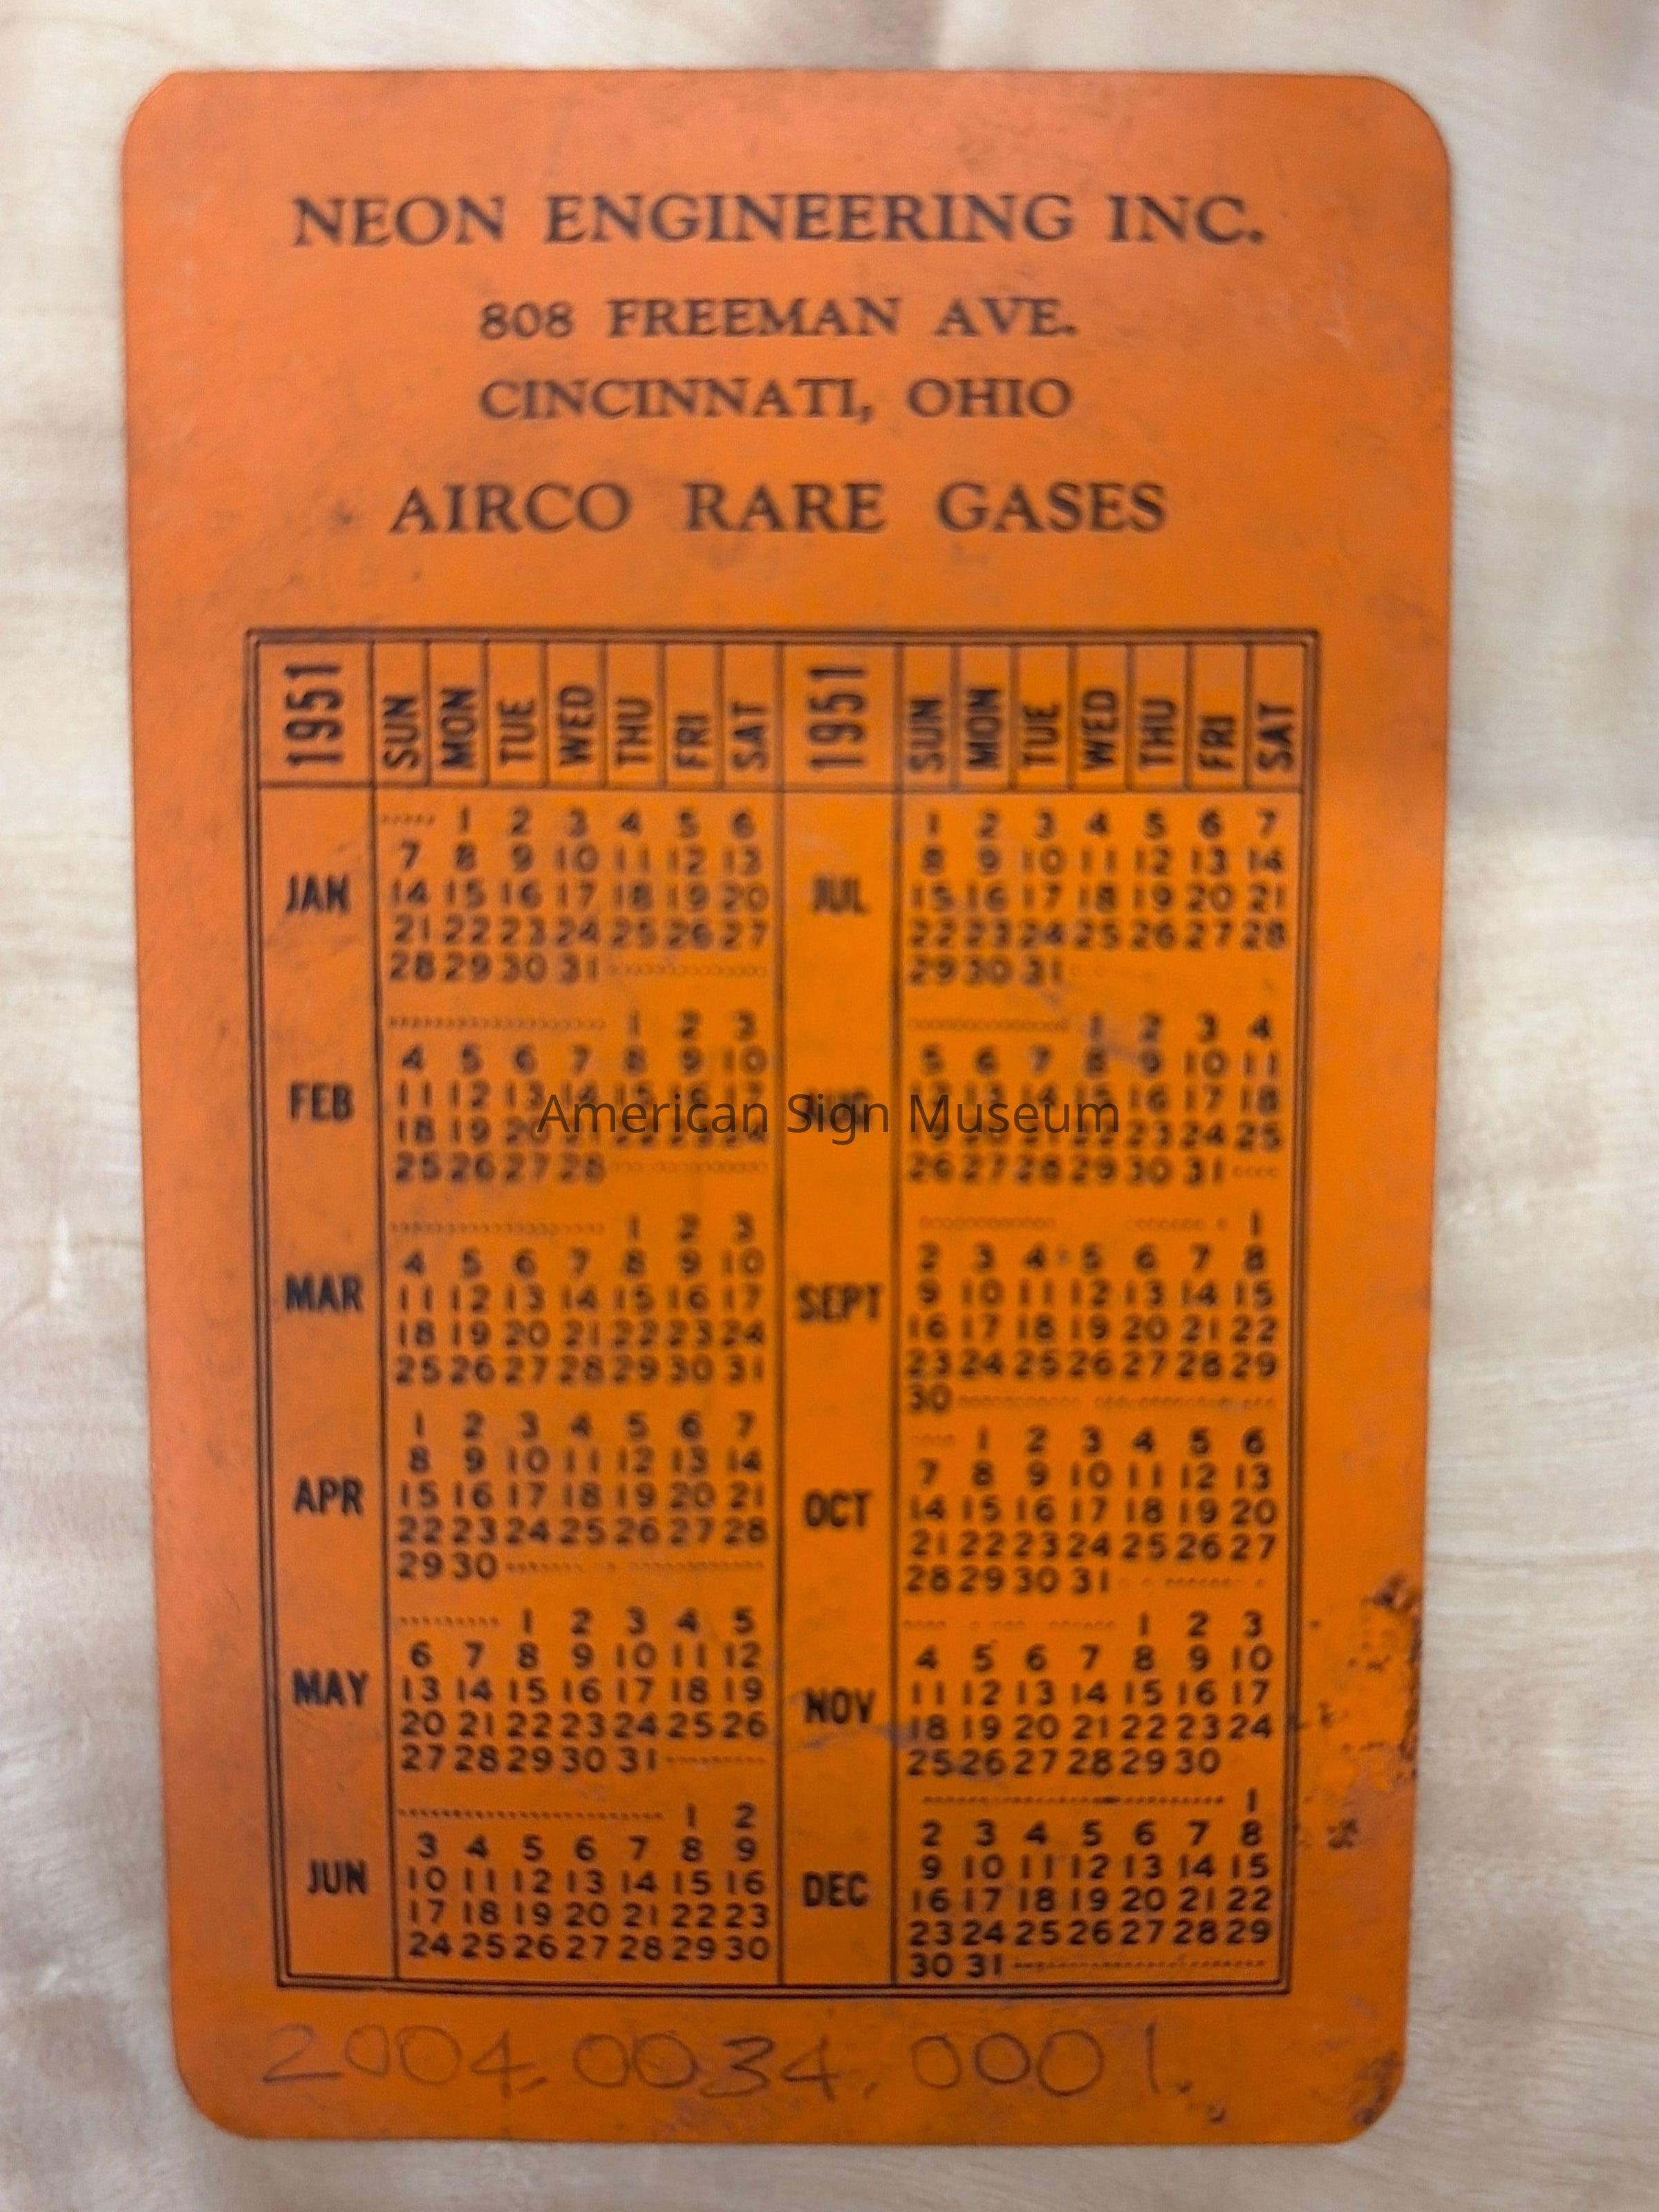 NEON ENGINEERING INC.
808 FREEMAN AVE.
CINCINNATI, OHIO
AIRCO RARE GASES
1951 SUN MON TUE WED THU FRI SAT
JAN
1 2 3 4 5 6
7 8 9 10 11 12 13
14 15 16 17 18 19 20
21 22 23 24 25 26 27
28 29 30 31
FEB
1 2 3
4 5 6 7 8 9 10
11 12 13 14 15 16 17
18 19 20 21 22 23 24
25 26 27 28
MAR
1 2 3
4 5 6 7 8 9 10
11 12 13 14 15 16 17
18 19 20 21 22 23 24
25 26 27 28 29 30 31
APR
1 2 3 4 5 6 7
8 9 10 11 12 13 14
15 16 17 18 19 20 21
22 23 24 25 26 27 28
29 30
MAY
1 2 3 4 5
6 7 8 9 10 11 12
13 14 15 16 17 18 19
20 21 22 23 24 25 26
27 28 29 30 31
JUN
1 2
3 4 5 6 7 8 9
10 11 12 13 14 15 16
17 18 19 20 21 22 23
24 25 26 27 28 29 30
1951 SUN MON TUE WED THU FRI SAT
JUL
1 2 3 4 5 6 7
8 9 10 11 12 13 14
15 16 17 18 19 20 21
22 23 24 25 26 27 28
29 30 31
AUG
1 2 3 4
5 6 7 8 9 10 11
12 13 14 15 16 17 18
19 20 21 22 23 24 25
26 27 28 29 30 31
SEPT
1
2 3 4 5 6 7 8
9 10 11 12 13 14 15
16 17 18 19 20 21 22
23 24 25 26 27 28 29
30
OCT
1 2 3 4 5 6
7 8 9 10 11 12 13
14 15 16 17 18 19 20
21 22 23 24 25 26 27
28 29 30 31
NOV
1 2 3
4 5 6 7 8 9 10
11 12 13 14 15 16 17
18 19 20 21 22 23 24
25 26 27 28 29 30
DEC
1
2 3 4 5 6 7 8
9 10 11 12 13 14 15
16 17 18 19 20 21 22
23 24 25 26 27 28 29
30 31
American Sign Museum
2004.0034.0001.